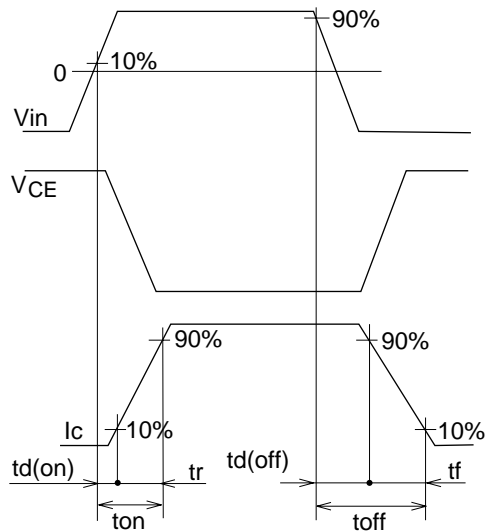 90%
10%
0
Vin
VCE
90%
90%
Ic
10%
10%
td(on)
tr
td(off)
tf
ton
toff